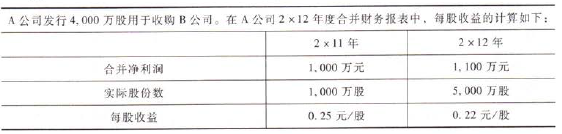 A公司发行4,000万股用于收购B公司。在A公司2×12年度合并财务报表中，每股收益的计算如下：
2×11年 2×12年
合并净利润 1,000万元 1,100万元
实际股份数 1,000万股 5,000万股
每股收益 0.25元/股 0.22元/股